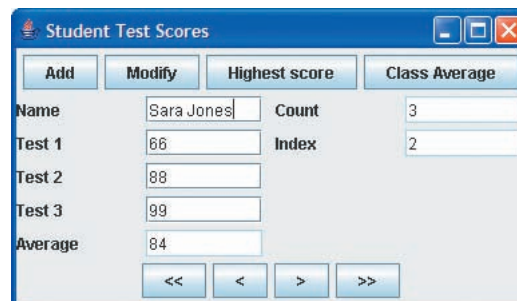 Student Test Scores
Add Modify Highest score Class Average
Name Sara Jones Count 3
Test 1 66 Index 2
Test 2 88
Test 3 99
Average 84
<< < > >>